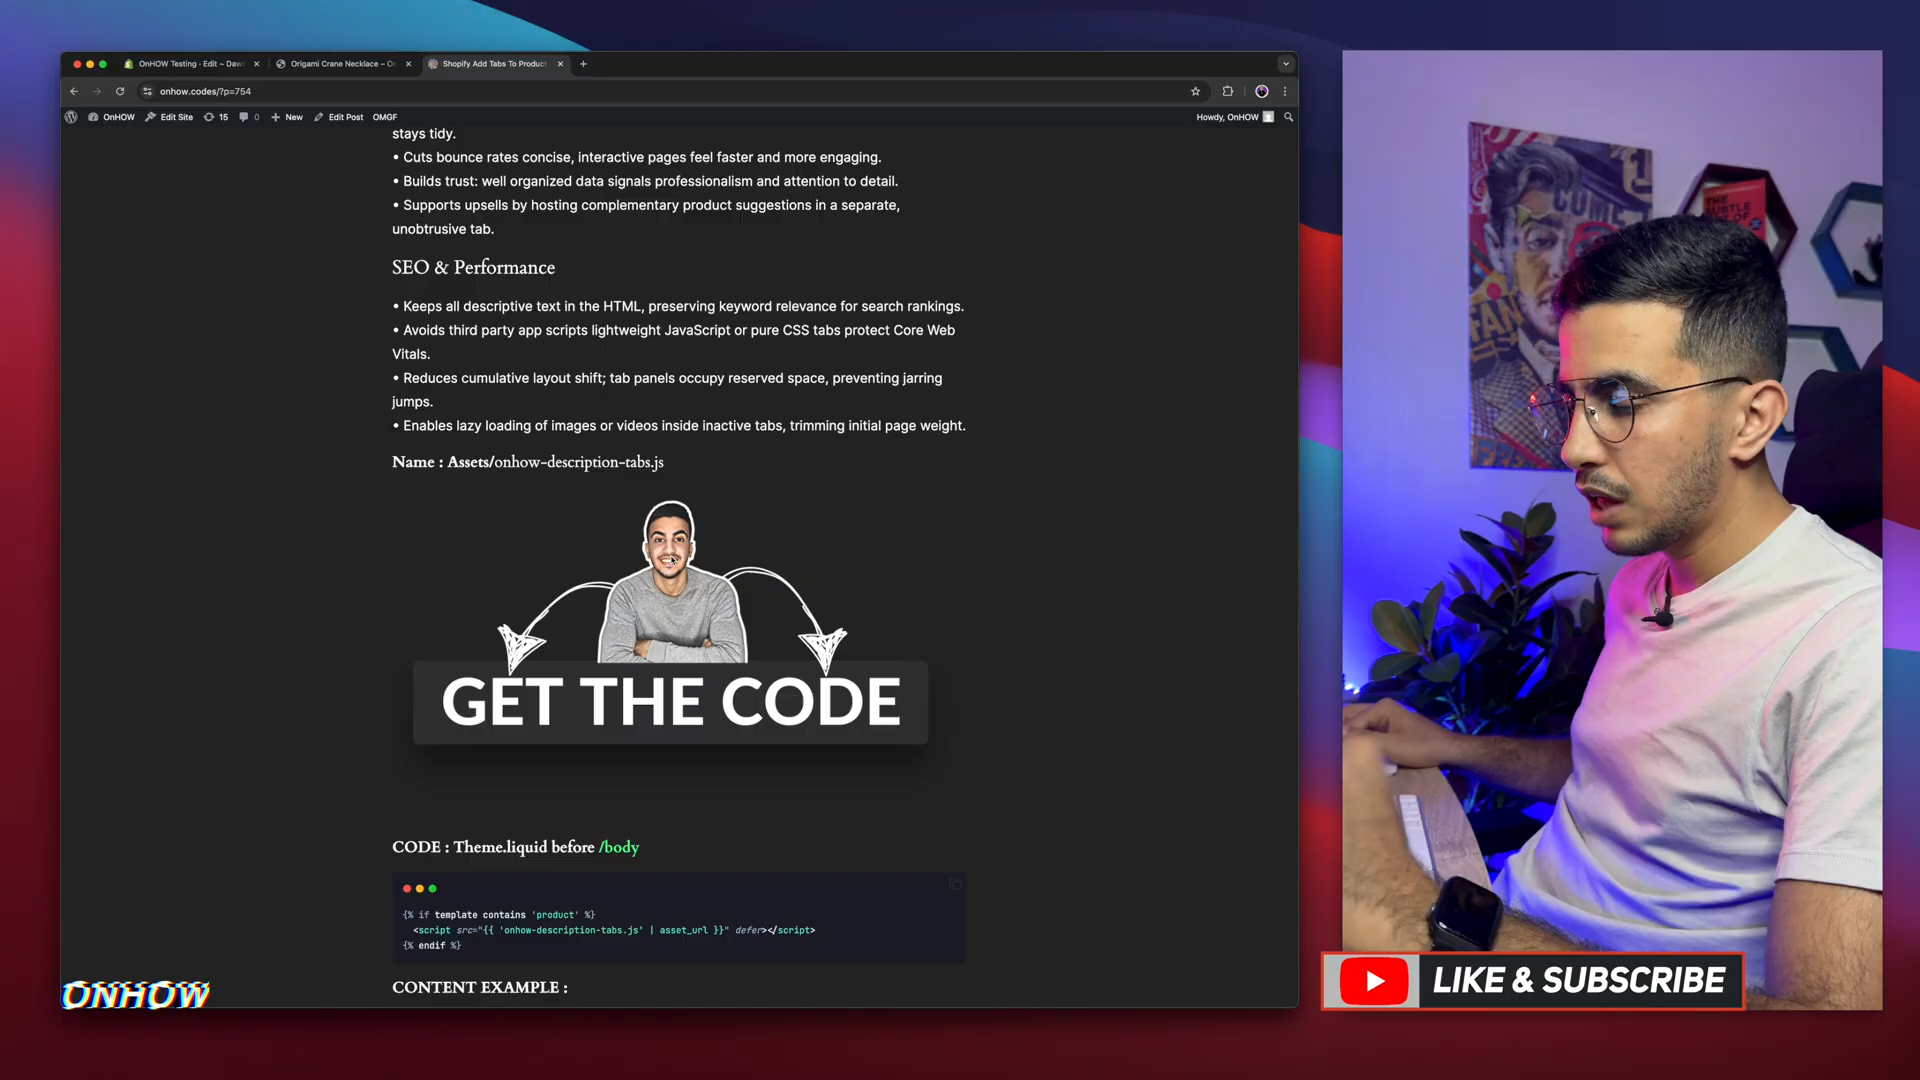 OnHOW Testing · Edit ~ Daw
Origami Crane Necklace – O
Shopify Add Tabs To Product
onhow.codes/?p=754
OnHOW
Edit Site
15
0
New
Edit Post
OMGF
Howdy, OnHOW
stays tidy.
• Cuts bounce rates concise, interactive pages feel faster and more engaging.
• Builds trust: well organized data signals professionalism and attention to detail.
• Supports upsells by hosting complementary product suggestions in a separate,
unobtrusive tab.
SEO & Performance
• Keeps all descriptive text in the HTML, preserving keyword relevance for search rankings.
• Avoids third party app scripts lightweight JavaScript or pure CSS tabs protect Core Web
Vitals.
• Reduces cumulative layout shift; tab panels occupy reserved space, preventing jarring
jumps.
• Enables lazy loading of images or videos inside inactive tabs, trimming initial page weight.
Name : Assets/onhow-description-tabs.js
GET THE CODE
CODE : Theme.liquid before /body
{% if template contains 'product' %}
<script src="{{ 'onhow-description-tabs.js' | asset_url }}" defer></script>
{% endif %}
CONTENT EXAMPLE :
ONHOW
COME
FAN
THE
SUBTLE
LIKE & SUBSCRIBE